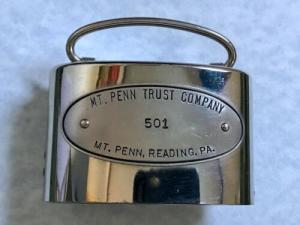 MT. PENN TRUST COMPANY
501
MT. PENN, READING, PA.